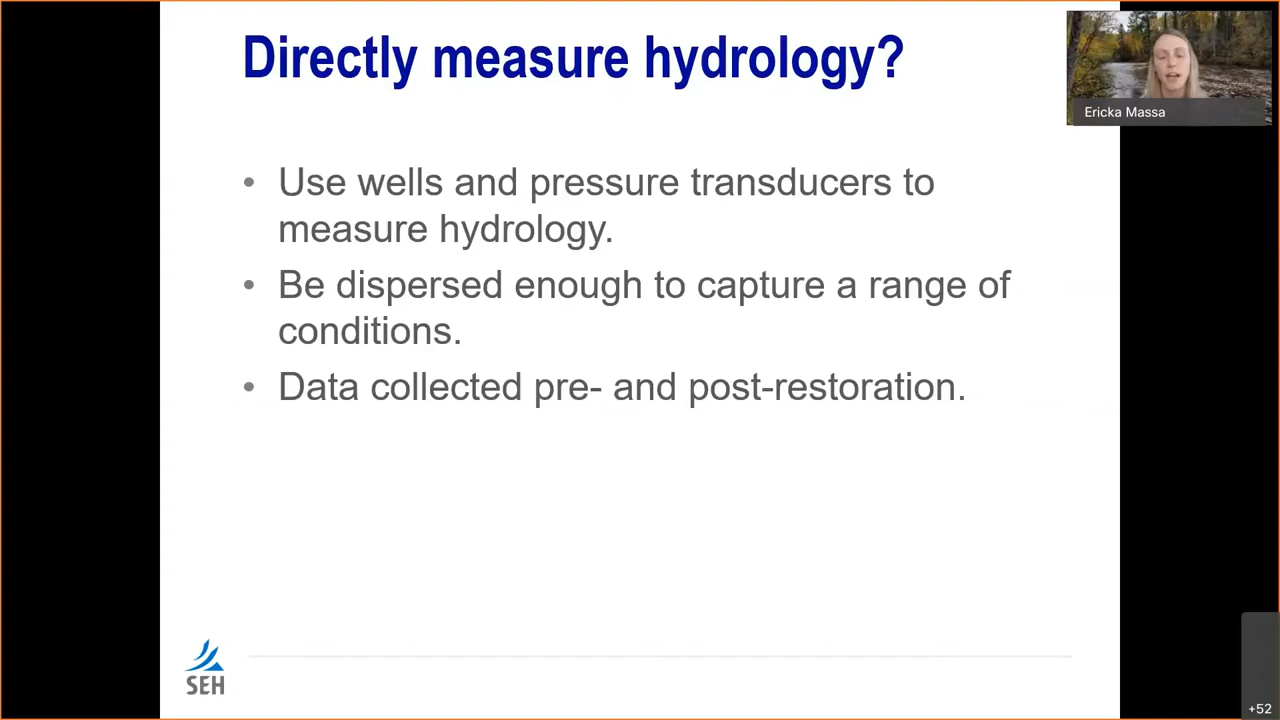 Directly measure hydrology?
Ericka Massa
• Use wells and pressure transducers to
measure hydrology.
• Be dispersed enough to capture a range of
conditions.
• Data collected pre- and post-restoration.
SEH
+52